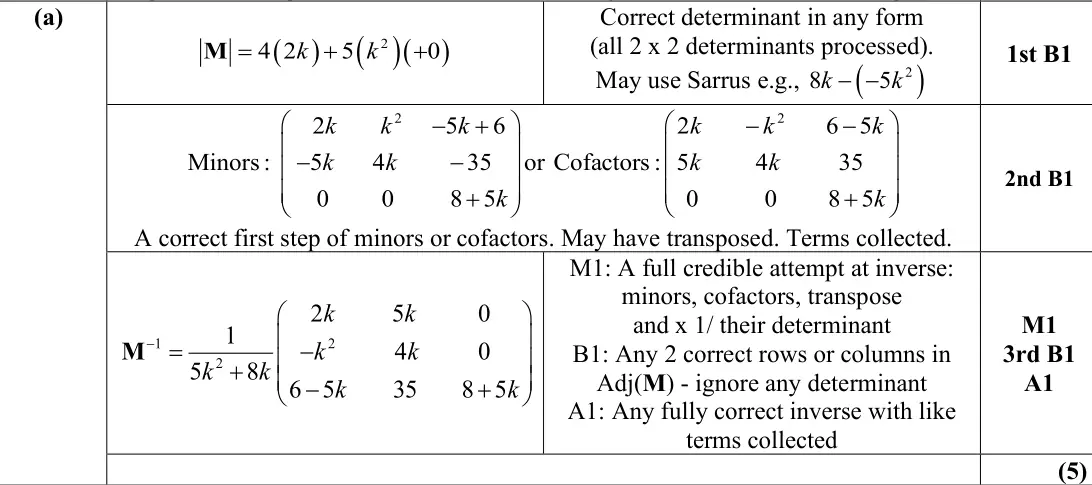 (a)
|M| = 4(2k) + 5(k²)(+0)
Correct determinant in any form
(all 2 x 2 determinants processed).
May use Sarrus e.g., 8k − (−5k²)
1st B1
Minors : ( 2k k² −5k + 6 ; −5k 4k −35 ; 0 0 8 + 5k ) or Cofactors : ( 2k −k² 6 − 5k ; 5k 4k 35 ; 0 0 8 + 5k )
A correct first step of minors or cofactors. May have transposed. Terms collected.
2nd B1
M⁻¹ = 1/(5k² + 8k) ( 2k 5k 0 ; −k² 4k 0 ; 6 − 5k 35 8 + 5k )
M1: A full credible attempt at inverse:
minors, cofactors, transpose
and x 1/ their determinant
B1: Any 2 correct rows or columns in
Adj(M) - ignore any determinant
A1: Any fully correct inverse with like
terms collected
M1
3rd B1
A1
(5)